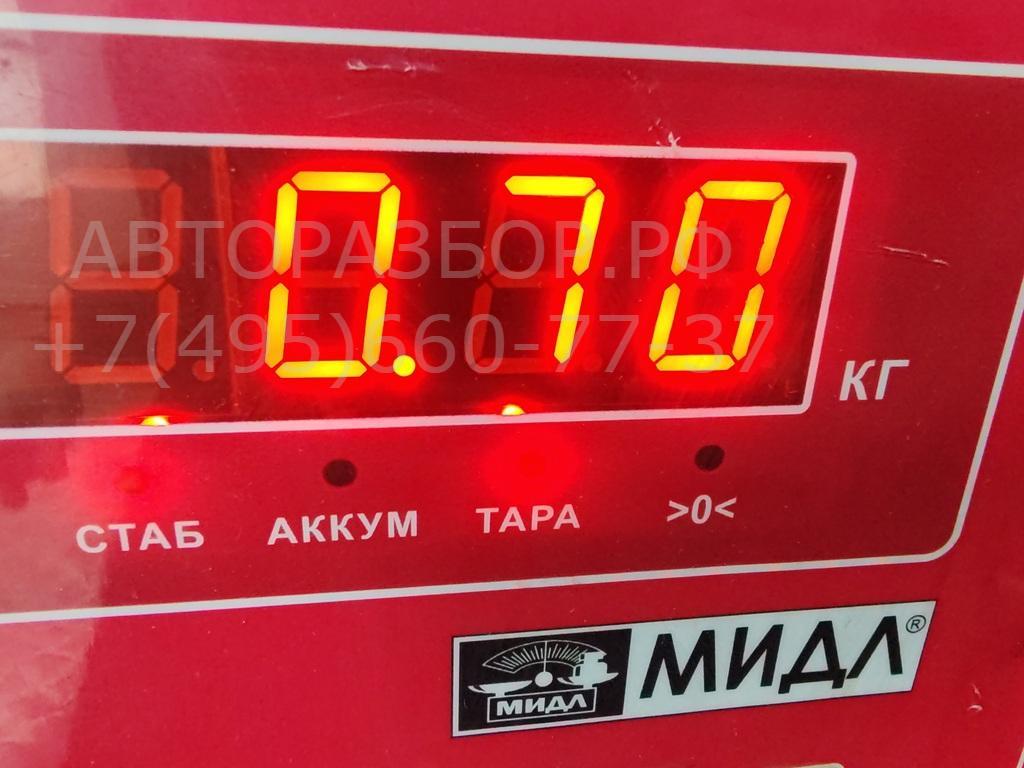 0.70
АВТОРАЗБОР.РФ
+7(495)660-77-37
КГ
СТАБ АККУМ ТАРА >0<
МИДЛ МИДЛ®